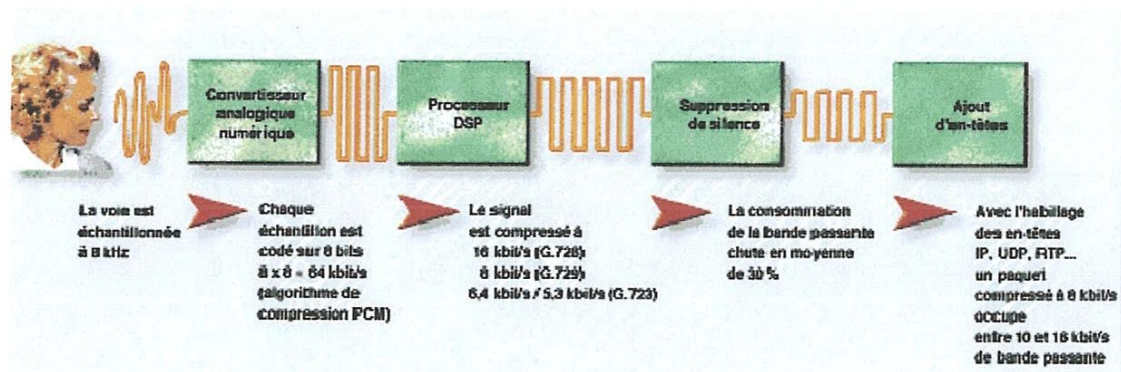 Convertisseur
analogique
numérique
Processeur
DSP
Suppression
de silence
Ajout
d'en-têtes
La voix est
échantillonnée
à 8 kHz
Chaque
échantillon est
codé sur 8 bits
8 x 8 = 64 kbit/s
(algorithme de
compression PCM)
Le signal
est compressé à
16 kbit/s (G.728)
8 kbit/s (G.729)
6,4 kbit/s / 5,3 kbit/s (G.723)
La consommation
de la bande passante
chute en moyenne
de 30 %
Avec l'habillage
des en-têtes
IP, UDP, RTP...
un paquet
compressé à 8 kbit/s
occupe
entre 10 et 16 kbit/s
de bande passante